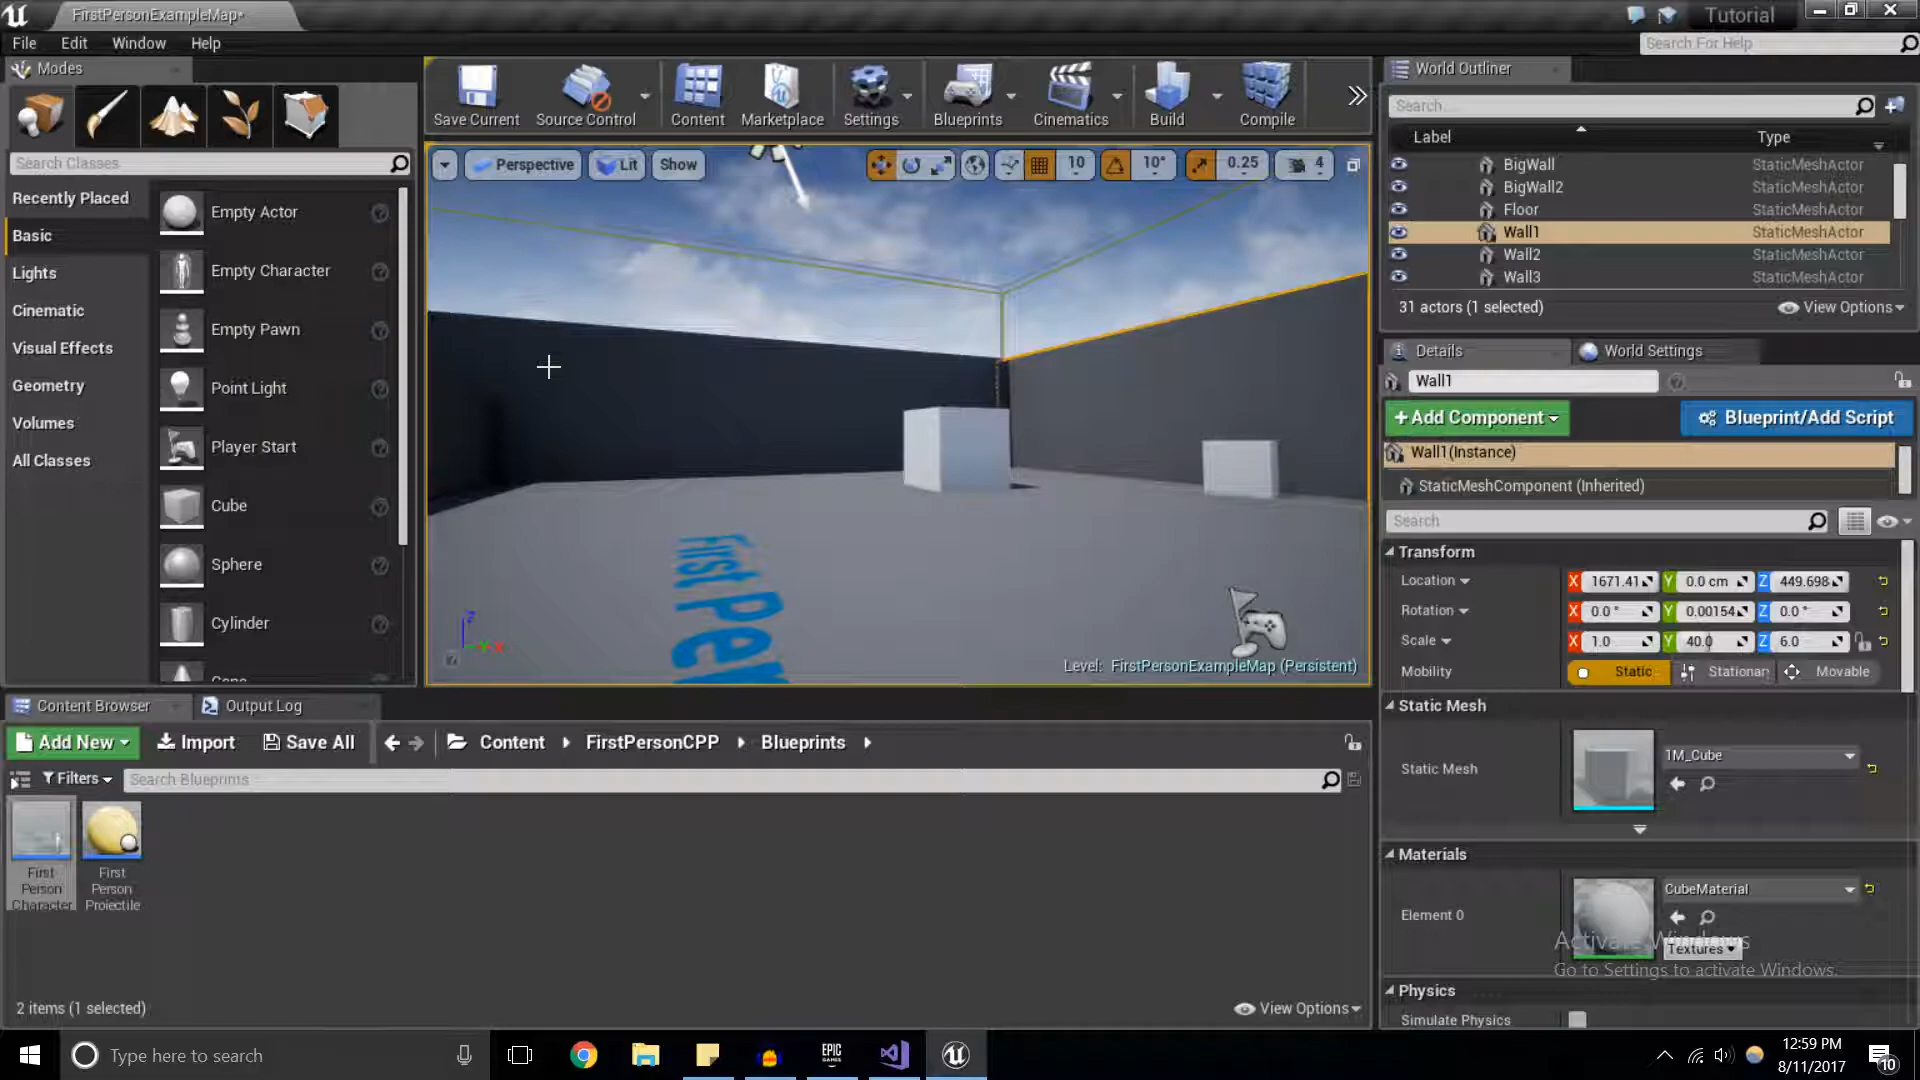 FirstPersonExampleMap•
Tutorial
File Edit Window Help
Search For Help
Modes
Search Classes
Recently Placed
Basic
Lights
Cinematic
Visual Effects
Geometry
Volumes
All Classes
Empty Actor
Empty Character
Empty Pawn
Point Light
Player Start
Cube
Sphere
Cylinder
Cone
Save Current
Source Control
Content
Marketplace
Settings
Blueprints
Cinematics
Build
Compile
Perspective
Lit
Show
10
10°
0.25
4
First Per
Level: FirstPersonExampleMap (Persistent)
World Outliner
Search...
Label Type
BigWall StaticMeshActor
BigWall2 StaticMeshActor
Floor StaticMeshActor
Wall1 StaticMeshActor
Wall2 StaticMeshActor
Wall3 StaticMeshActor
31 actors (1 selected)
View Options
Details
World Settings
Wall1
+ Add Component
Blueprint/Add Script
Wall1(Instance)
StaticMeshComponent (Inherited)
Search
Transform
Location X 1671.41 Y 0.0 cm Z 449.698
Rotation X 0.0 ° Y 0.00154 Z 0.0 °
Scale X 1.0 Y 40.0 Z 6.0
Mobility Static Stationar Movable
Static Mesh
Static Mesh
1M_Cube
Materials
Element 0
CubeMaterial
Textures
Activate Windows
Go to Settings to activate Windows.
Physics
Simulate Physics
Content Browser
Output Log
Add New Import Save All Content FirstPersonCPP Blueprints
Filters
Search Blueprints
First Person Character
First Person Projectile
2 items (1 selected)
View Options
Type here to search
EPIC GAMES
12:59 PM
8/11/2017
10